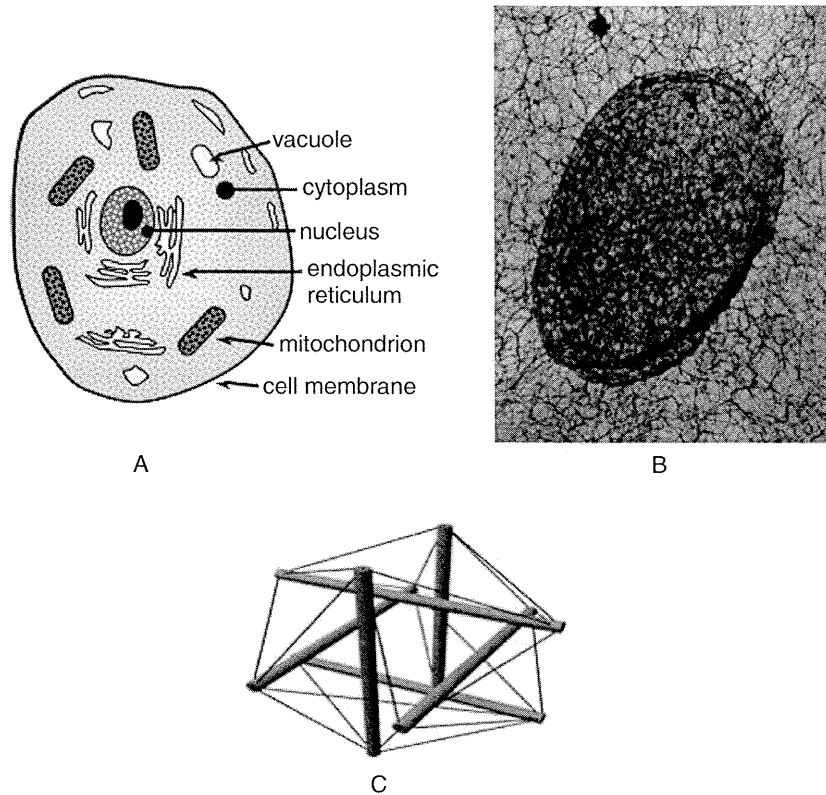 vacuole
cytoplasm
nucleus
endoplasmic
reticulum
mitochondrion
cell membrane
A
B
C